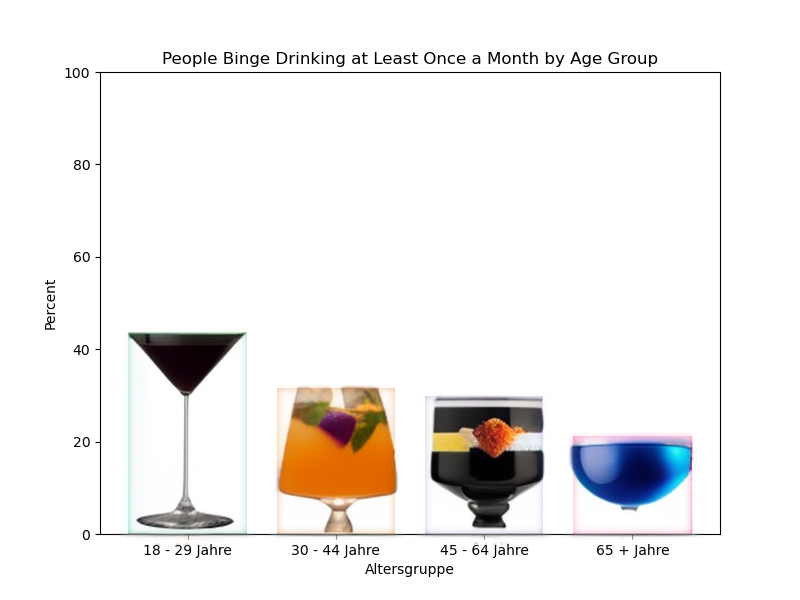 People Binge Drinking at Least Once a Month by Age Group
100
80
60
40
20
0
Percent
18 - 29 Jahre
30 - 44 Jahre
45 - 64 Jahre
65 + Jahre
Altersgruppe